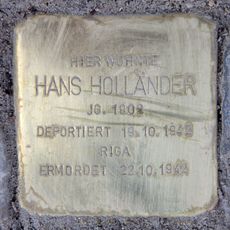 HIER WOHNTE
HANS HOLLÄNDER
JG. 1902
DEPORTIERT 19.10.1942
RIGA
ERMORDET 22.10.1942